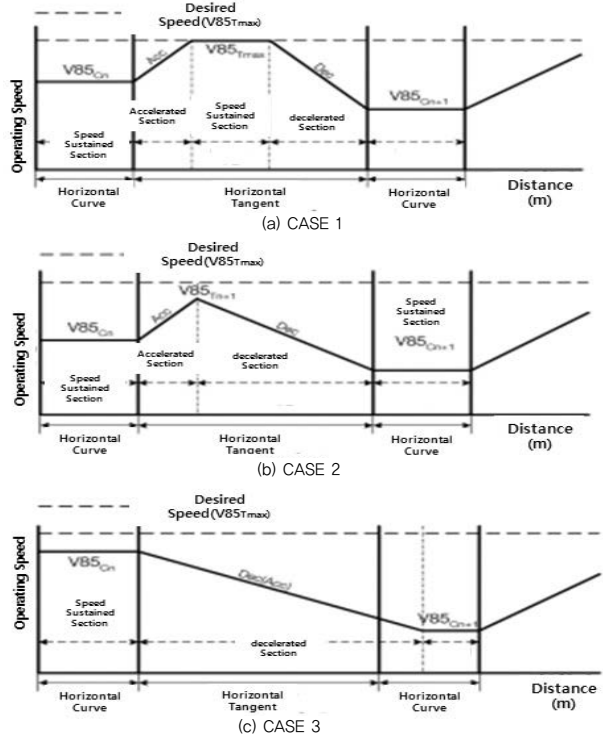 Desired
Speed(V85Tmax)
Operating Speed
V85Cn
Acc
V85Tmax
Dec
V85Cn+1
Accelerated
Section
Speed
Sustained
Section
decelerated
Section
Speed
Sustained
Section
Horizontal
Curve
Horizontal
Tangent
Horizontal
Curve
Distance
(m)
(a) CASE 1
Desired
Speed(V85Tmax)
Operating Speed
V85Tn+1
V85Cn
Acc
Dec
Speed
Sustained
Section
V85Cn+1
Accelerated
Section
decelerated
Section
Speed
Sustained
Section
Horizontal
Curve
Horizontal
Tangent
Horizontal
Curve
Distance
(m)
(b) CASE 2
Desired
Speed(V85Tmax)
Operating Speed
V85Cn
Dec(Acc)
V85Cn+1
Speed
Sustained
Section
decelerated
Section
Horizontal
Curve
Horizontal
Tangent
Horizontal
Curve
Distance
(m)
(c) CASE 3